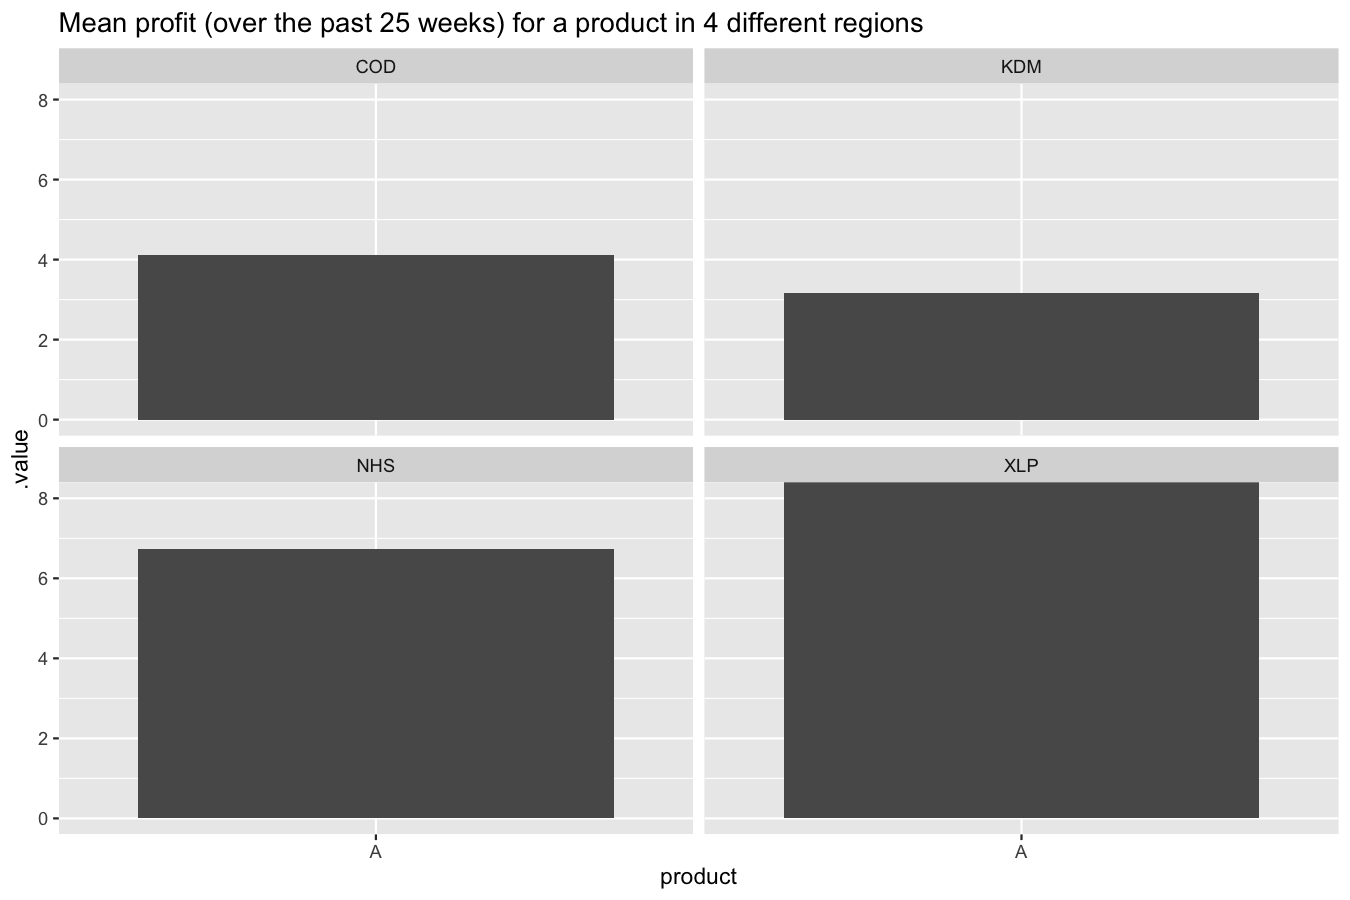 Mean profit (over the past 25 weeks) for a product in 4 different regions
COD
KDM
8
6
4
2
0
.value
NHS
XLP
8
6
4
2
0
A
A
product